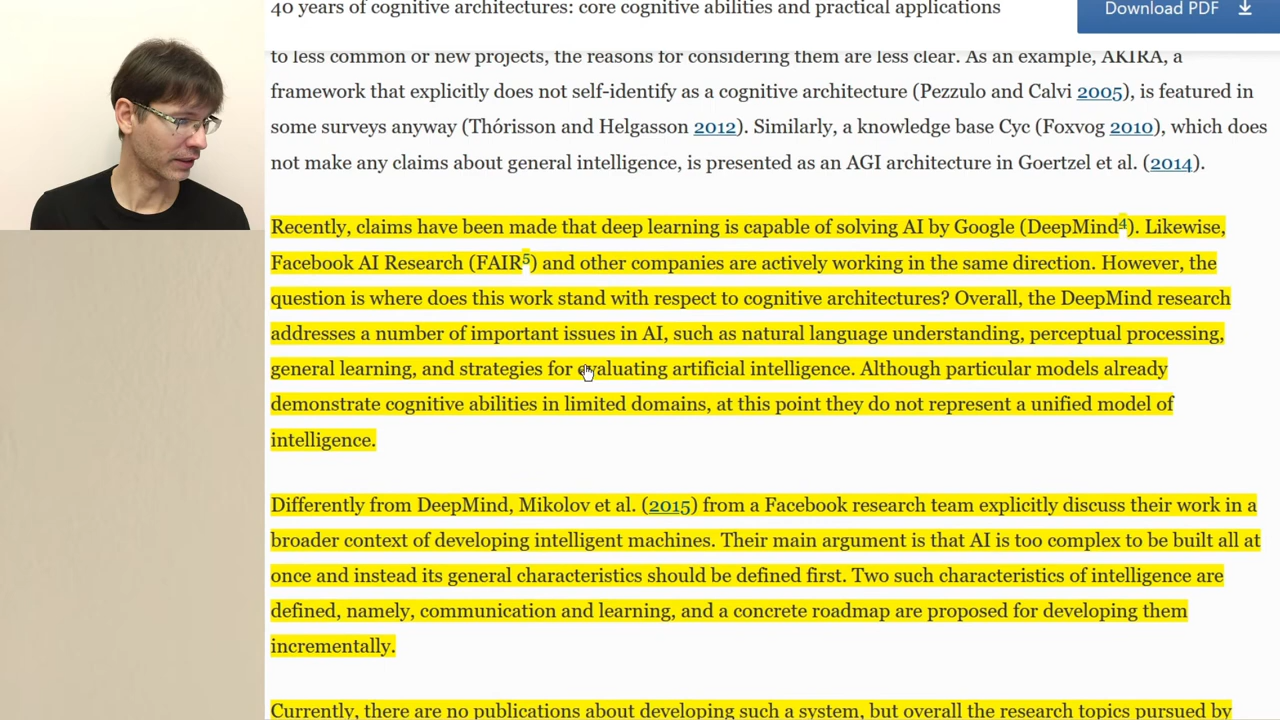 40 years of cognitive architectures: core cognitive abilities and practical applications
Download PDF
to less common or new projects, the reasons for considering them are less clear. As an example, AKIRA, a
framework that explicitly does not self-identify as a cognitive architecture (Pezzulo and Calvi 2005), is featured in
some surveys anyway (Thórisson and Helgasson 2012). Similarly, a knowledge base Cyc (Foxvog 2010), which does
not make any claims about general intelligence, is presented as an AGI architecture in Goertzel et al. (2014).
Recently, claims have been made that deep learning is capable of solving AI by Google (DeepMind4). Likewise,
Facebook AI Research (FAIR5) and other companies are actively working in the same direction. However, the
question is where does this work stand with respect to cognitive architectures? Overall, the DeepMind research
addresses a number of important issues in AI, such as natural language understanding, perceptual processing,
general learning, and strategies for evaluating artificial intelligence. Although particular models already
demonstrate cognitive abilities in limited domains, at this point they do not represent a unified model of
intelligence.
Differently from DeepMind, Mikolov et al. (2015) from a Facebook research team explicitly discuss their work in a
broader context of developing intelligent machines. Their main argument is that AI is too complex to be built all at
once and instead its general characteristics should be defined first. Two such characteristics of intelligence are
defined, namely, communication and learning, and a concrete roadmap are proposed for developing them
incrementally.
Currently, there are no publications about developing such a system, but overall the research topics pursued by